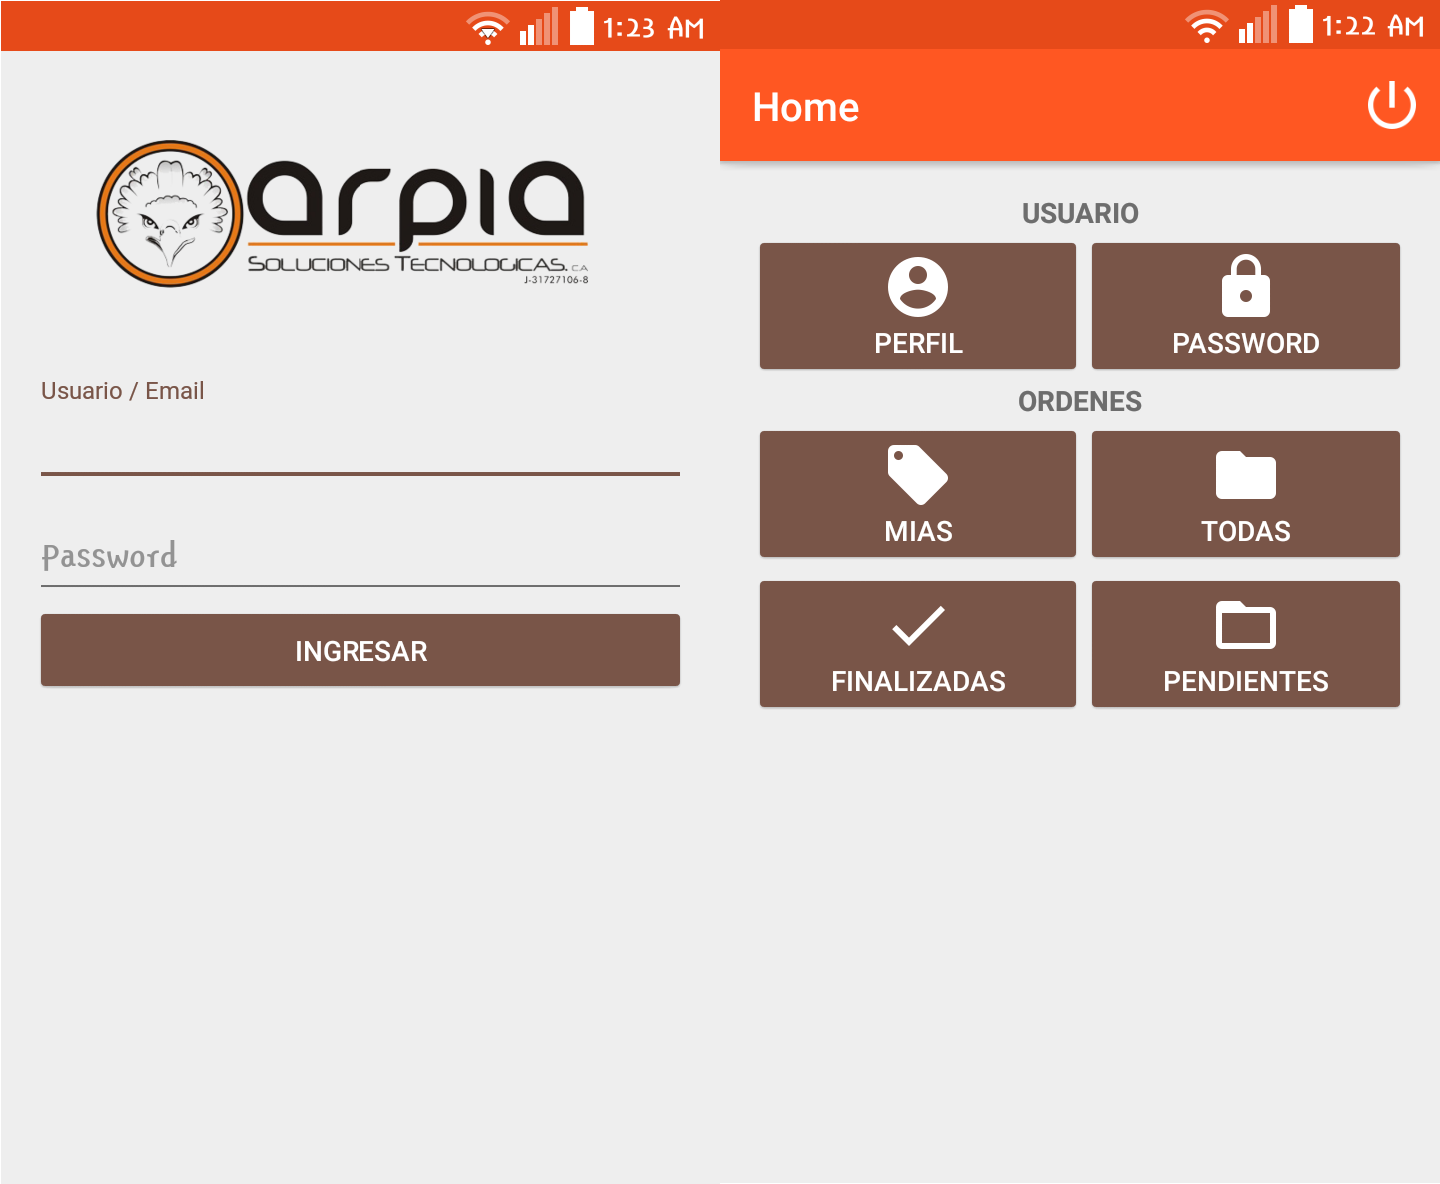 1:23 AM
arpia
SOLUCIONES TECNOLOGICAS. CA
J-31727106-8
Usuario / Email
Password
INGRESAR
1:22 AM
Home
USUARIO
PERFIL
PASSWORD
ORDENES
MIAS
TODAS
FINALIZADAS
PENDIENTES